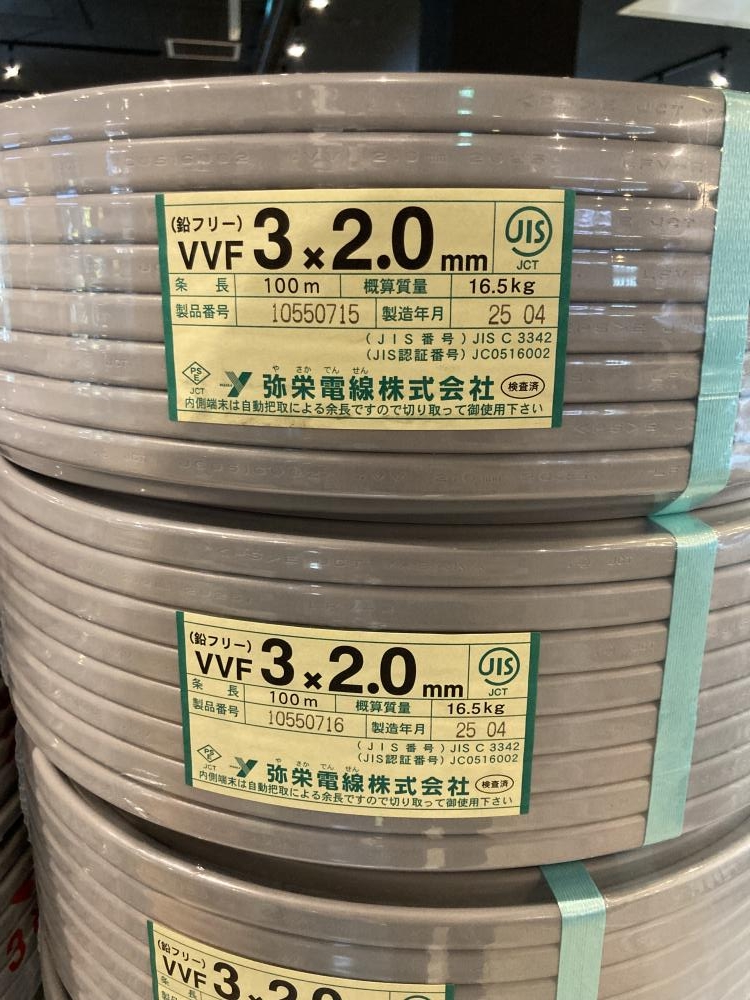 (鉛フリー)
VVF 3×2.0mm
JIS
JCT
条 長 100m 概算質量 16.5kg
製品番号 10550715 製造年月 25 04
(JIS番号) JIS C 3342
(JIS認証番号) JC0516002
PSE
JCT
や さか でん せん
Y 弥栄電線株式会社 検査済
内側端末は自動把取による余長ですので切り取って御使用下さい
(鉛フリー)
VVF 3×2.0mm
JIS
JCT
条 長 100m 概算質量 16.5kg
製品番号 10550716 製造年月 25 04
(JIS番号) JIS C 3342
(JIS認証番号) JC0516002
PSE
JCT
や さか でん せん
Y 弥栄電線株式会社 検査済
内側端末は自動把取による余長ですので切り取って御使用下さい
(鉛フリー)
VVF 3×2.0
条 長
3